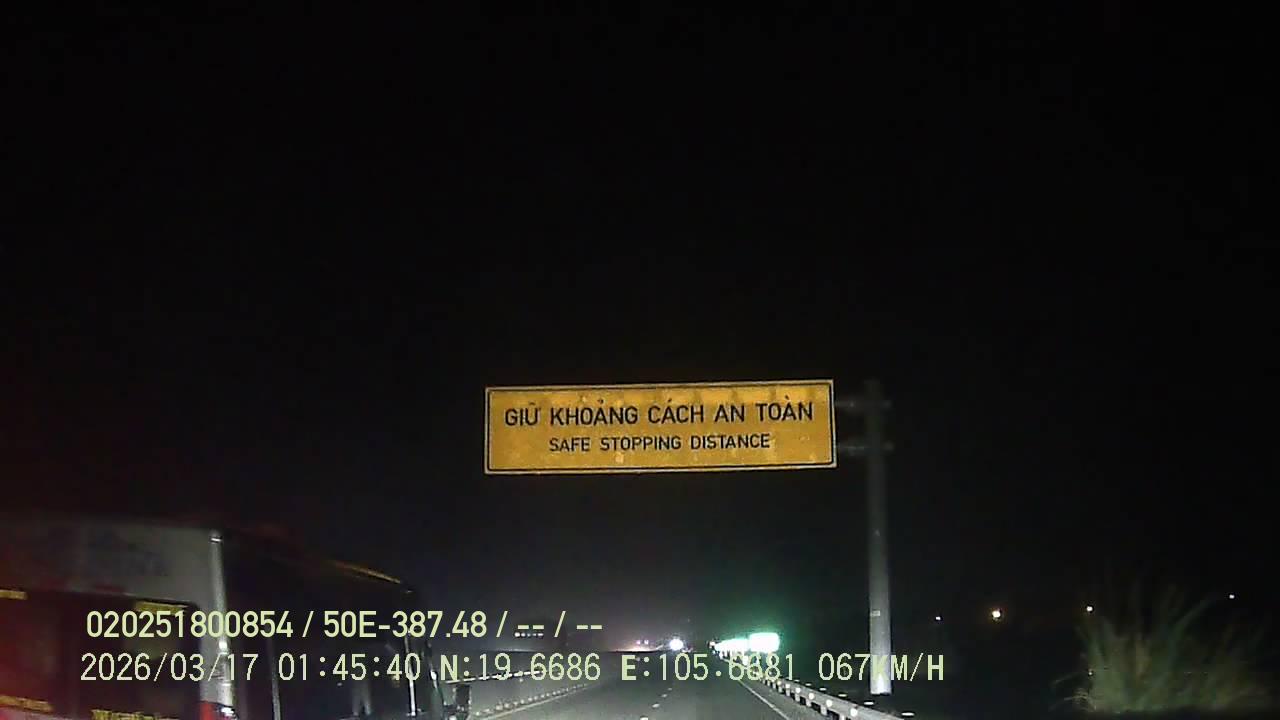 GIỮ KHOẢNG CÁCH AN TOÀN
SAFE STOPPING DISTANCE
020251800854 / 50E-387.48 / -- / --
2026/03/17 01:45:40 N:19.6686 E:105.6681 067KM/H